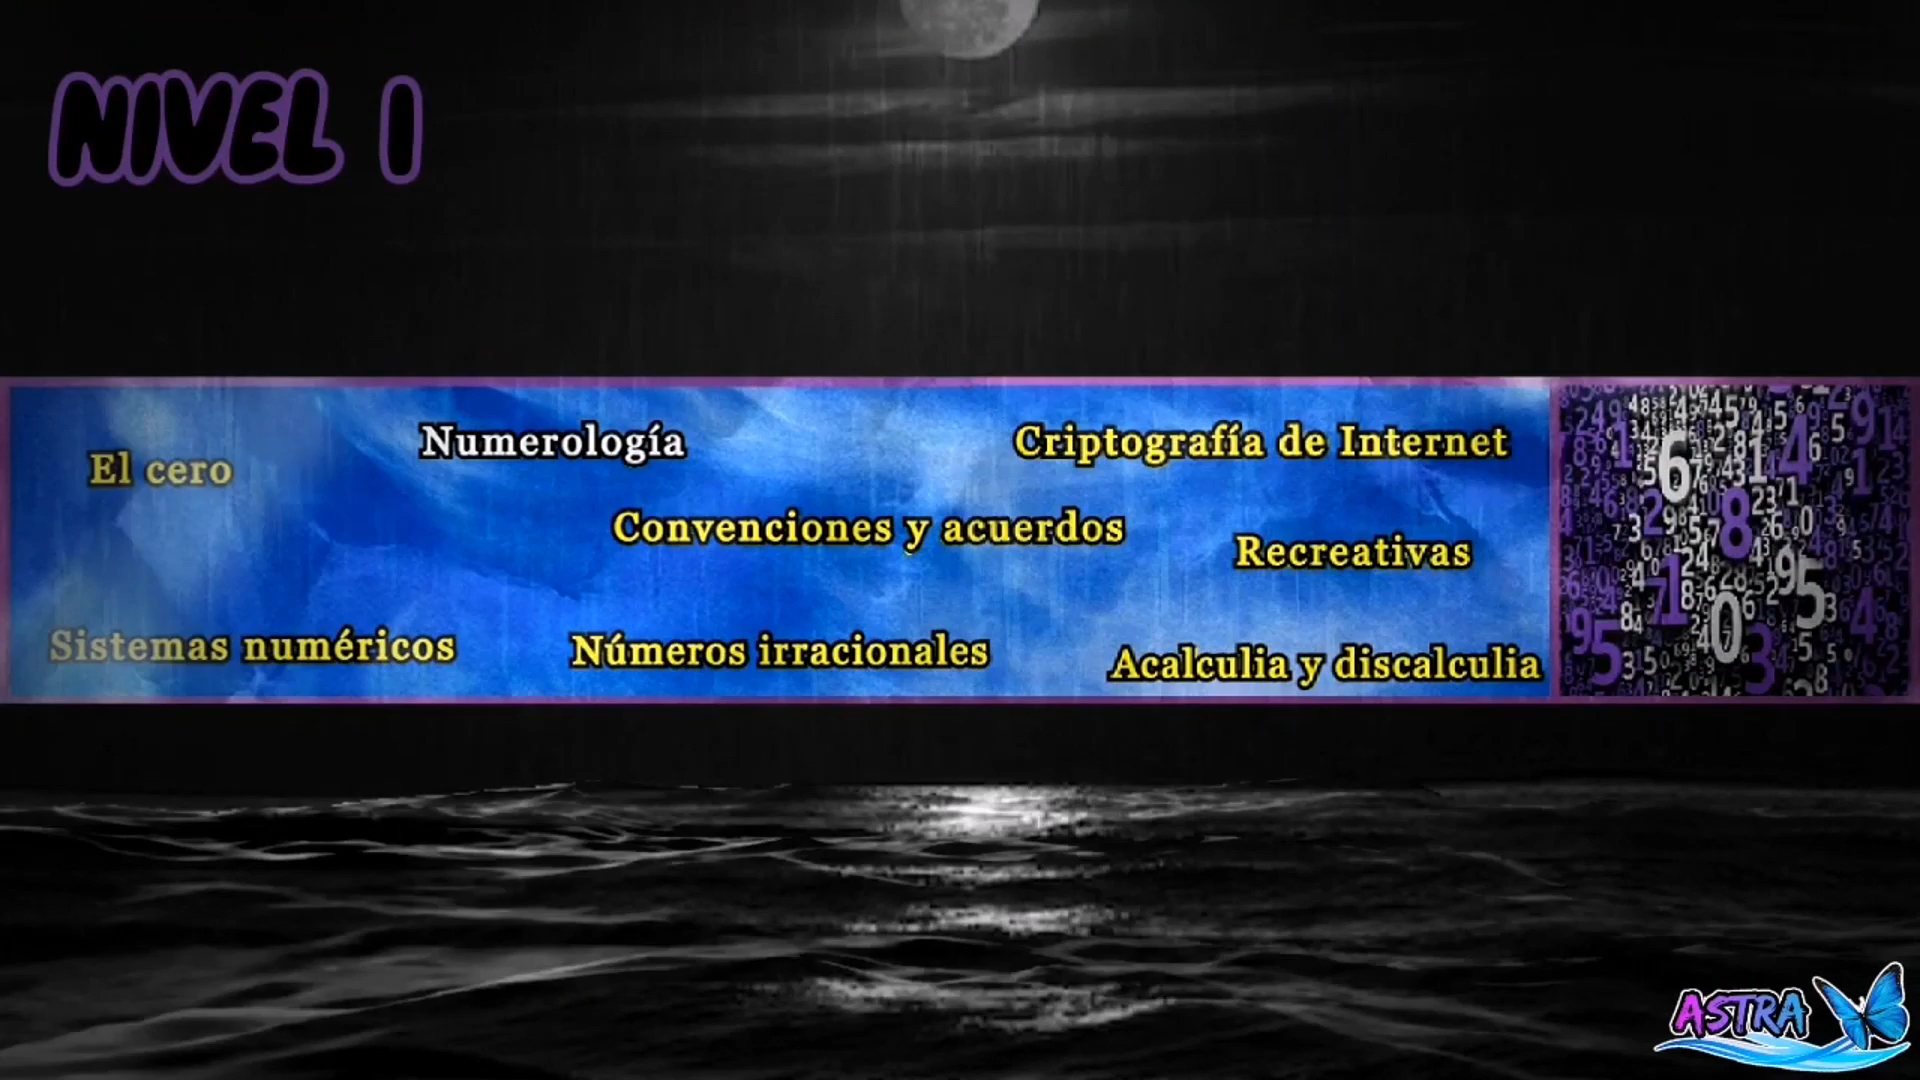 NIVEL 1
Numerología
Criptografía de Internet
El cero
Convenciones y acuerdos
Recreativas
Sistemas numéricos
Números irracionales
Acalculia y discalculia
ASTRA